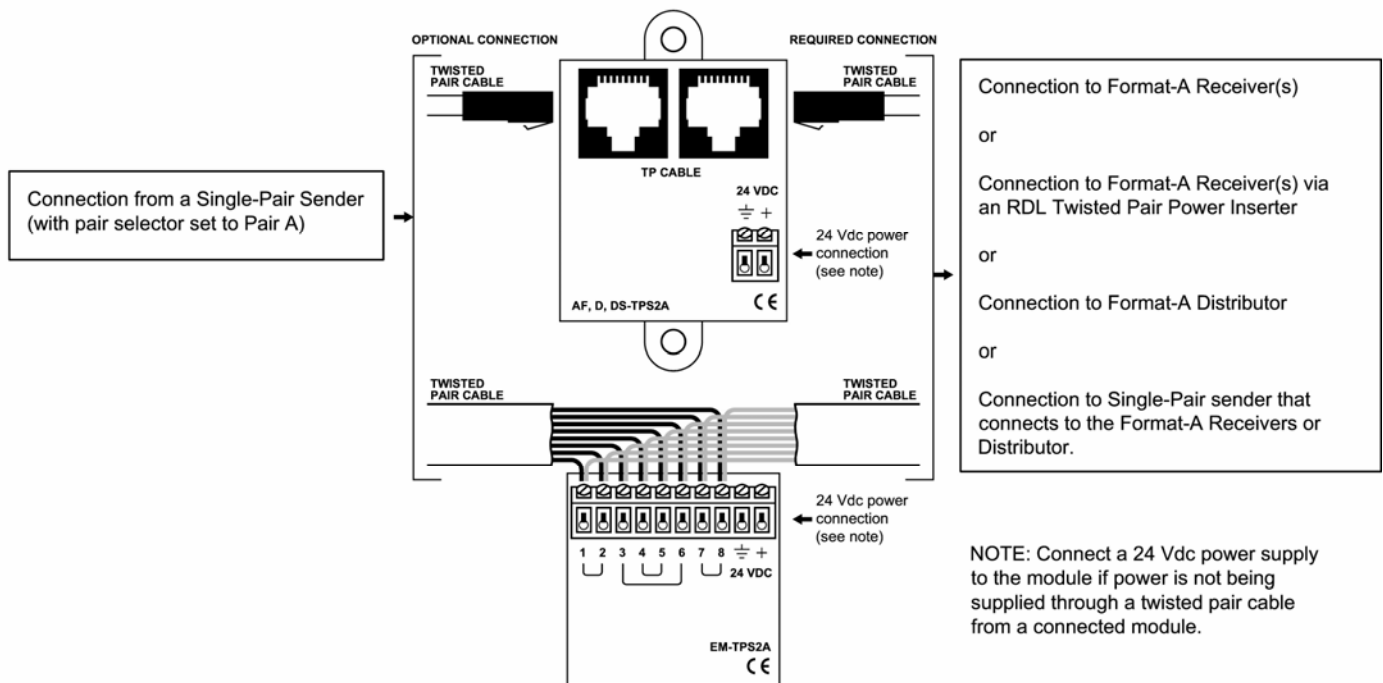 OPTIONAL CONNECTION
REQUIRED CONNECTION
TWISTED
PAIR CABLE
TWISTED
PAIR CABLE
TP CABLE
24 VDC
+
24 Vdc power
connection
(see note)
AF, D, DS-TPS2A
CE
Connection from a Single-Pair Sender
(with pair selector set to Pair A)
Connection to Format-A Receiver(s)
or
Connection to Format-A Receiver(s) via
an RDL Twisted Pair Power Inserter
or
Connection to Format-A Distributor
or
Connection to Single-Pair sender that
connects to the Format-A Receivers or
Distributor.
TWISTED
PAIR CABLE
TWISTED
PAIR CABLE
24 Vdc power
connection
(see note)
1 2 3 4 5 6 7 8 +
24 VDC
EM-TPS2A
CE
NOTE: Connect a 24 Vdc power supply
to the module if power is not being
supplied through a twisted pair cable
from a connected module.